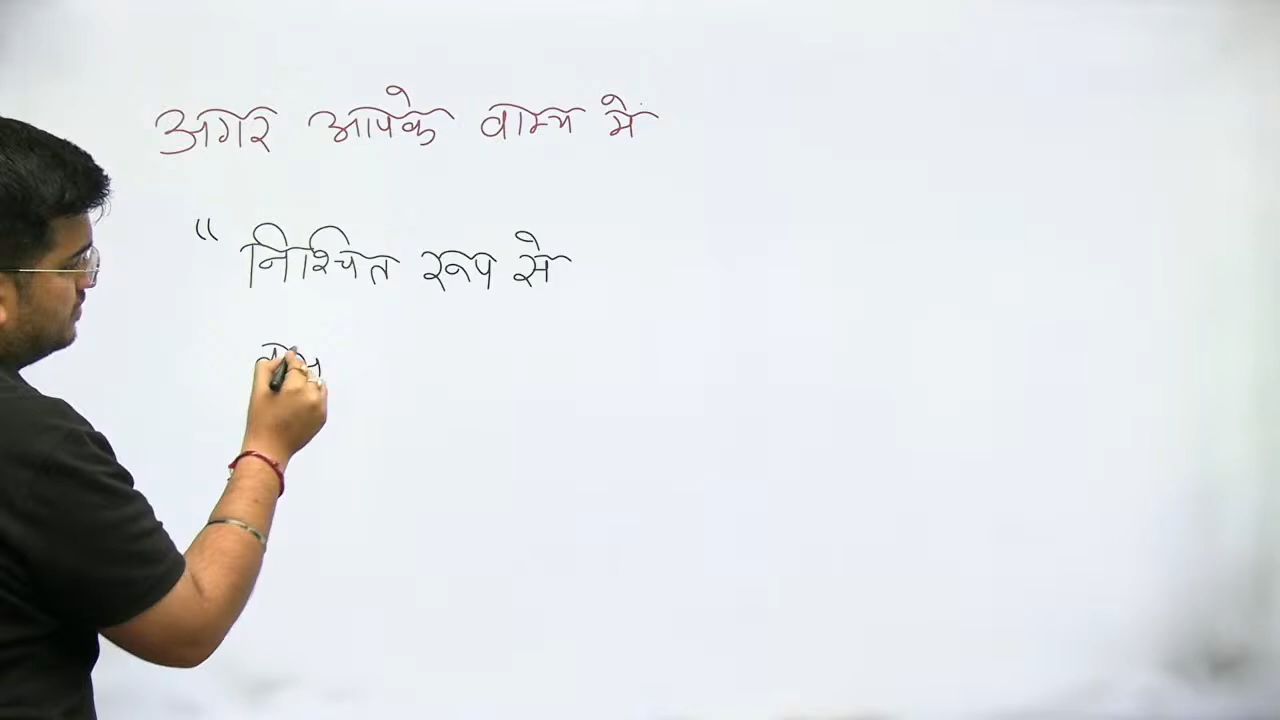 अगर आपके वाक्य में
“ निश्चित रूप से